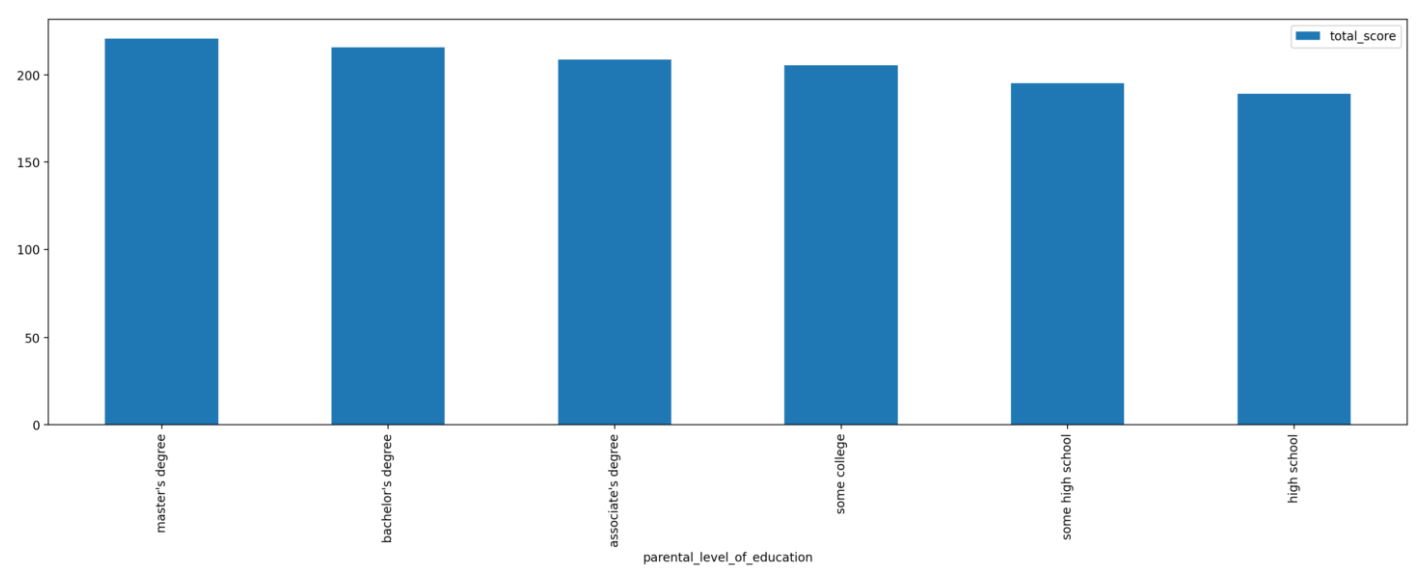 total_score
200
150
100
50
0
master's degree
bachelor's degree
associate's degree
some college
some high school
high school
parental_level_of_education